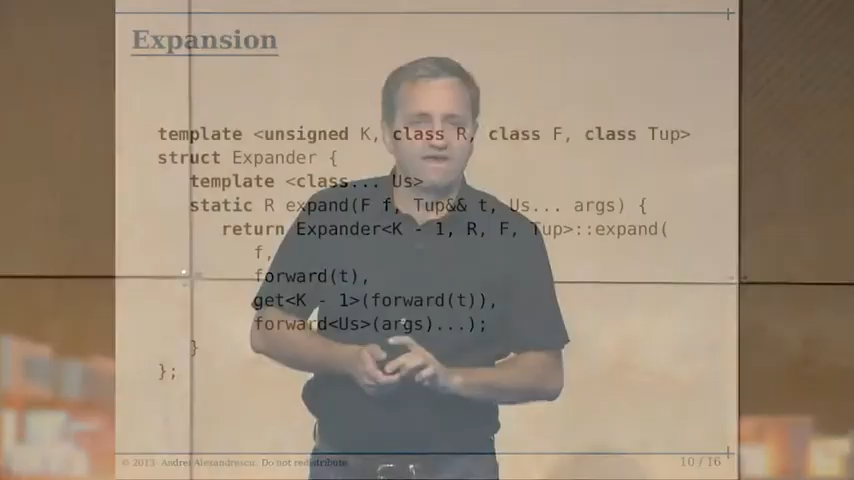 Expansion
template <unsigned K, class R, class F, class Tup>
struct Expander {
template <class... Us>
static R expand(F f, Tup&& t, Us... args) {
return Expander<K - 1, R, F, Tup>::expand(
f,
forward(t),
get<K - 1>(forward(t)),
forward<Us>(args)...);
}
};
© 2013- Andrei Alexandrescu. Do not redistribute.
10 / 16